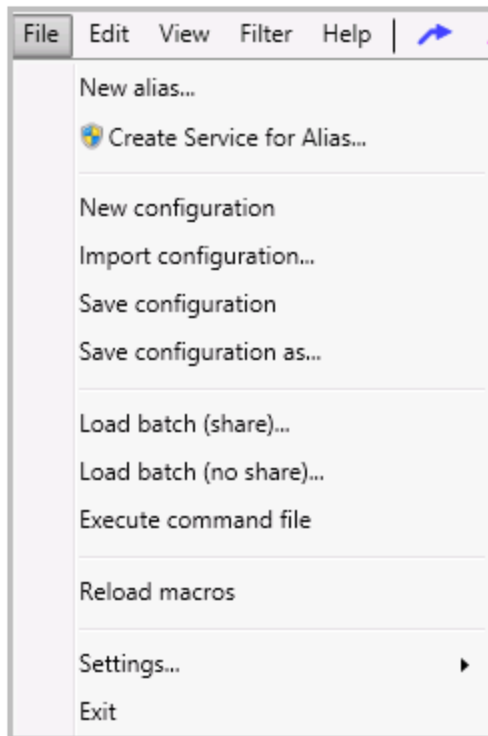 File Edit View Filter Help
New alias...
Create Service for Alias...
New configuration
Import configuration...
Save configuration
Save configuration as...
Load batch (share)...
Load batch (no share)...
Execute command file
Reload macros
Settings...
Exit